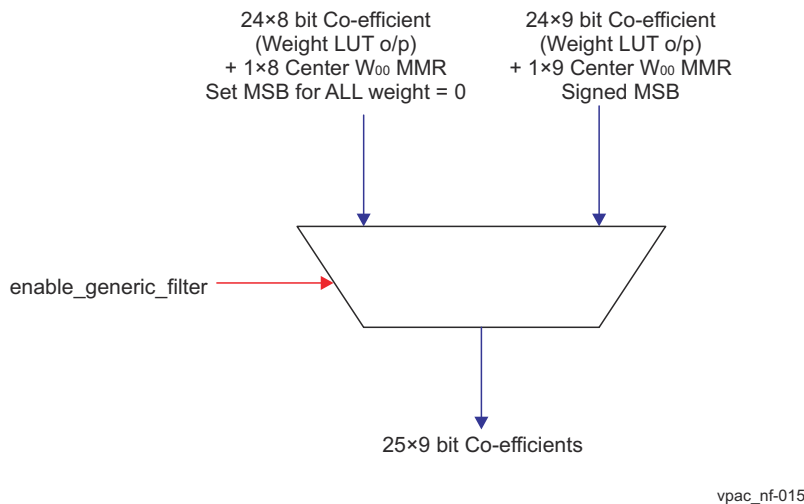 24×8 bit Co-efficient
(Weight LUT o/p)
+ 1×8 Center W₀₀ MMR
Set MSB for ALL weight = 0
24×9 bit Co-efficient
(Weight LUT o/p)
+ 1×9 Center W₀₀ MMR
Signed MSB
enable_generic_filter
25×9 bit Co-efficients
vpac_nf-015